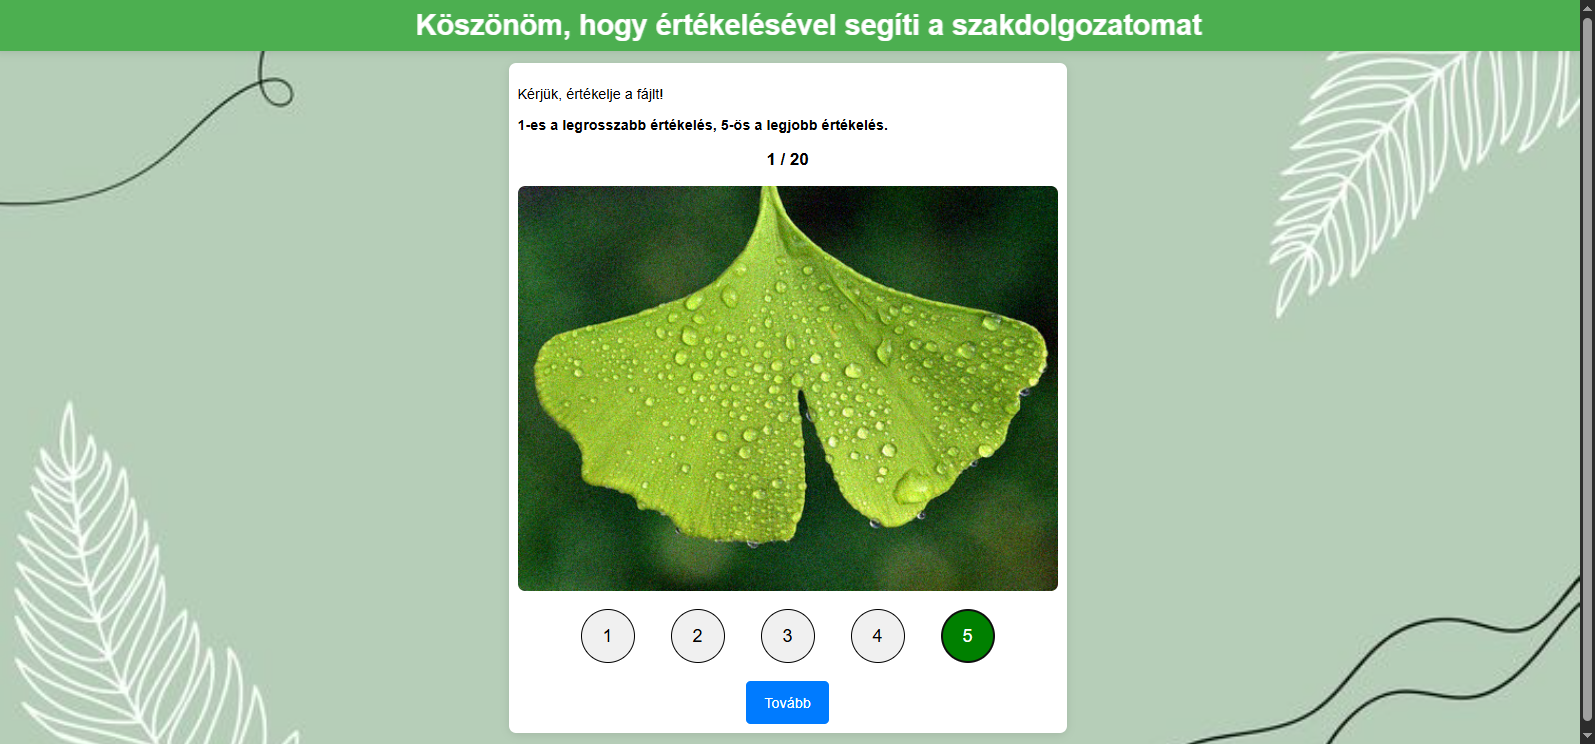 Köszönöm, hogy értékelésével segíti a szakdolgozatomat
Kérjük, értékelje a fájlt!
1-es a legrosszabb értékelés, 5-ös a legjobb értékelés.
1 / 20
1 2 3 4 5
Tovább